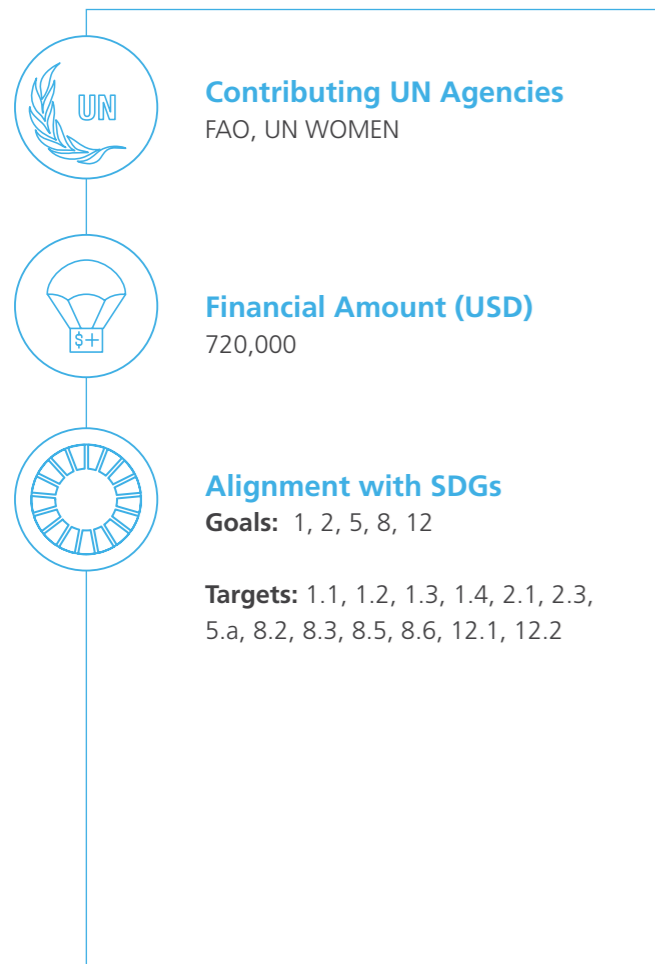 UN
Contributing UN Agencies
FAO, UN WOMEN
$+
Financial Amount (USD)
720,000
Alignment with SDGs
Goals: 1, 2, 5, 8, 12
Targets: 1.1, 1.2, 1.3, 1.4, 2.1, 2.3,
5.a, 8.2, 8.3, 8.5, 8.6, 12.1, 12.2